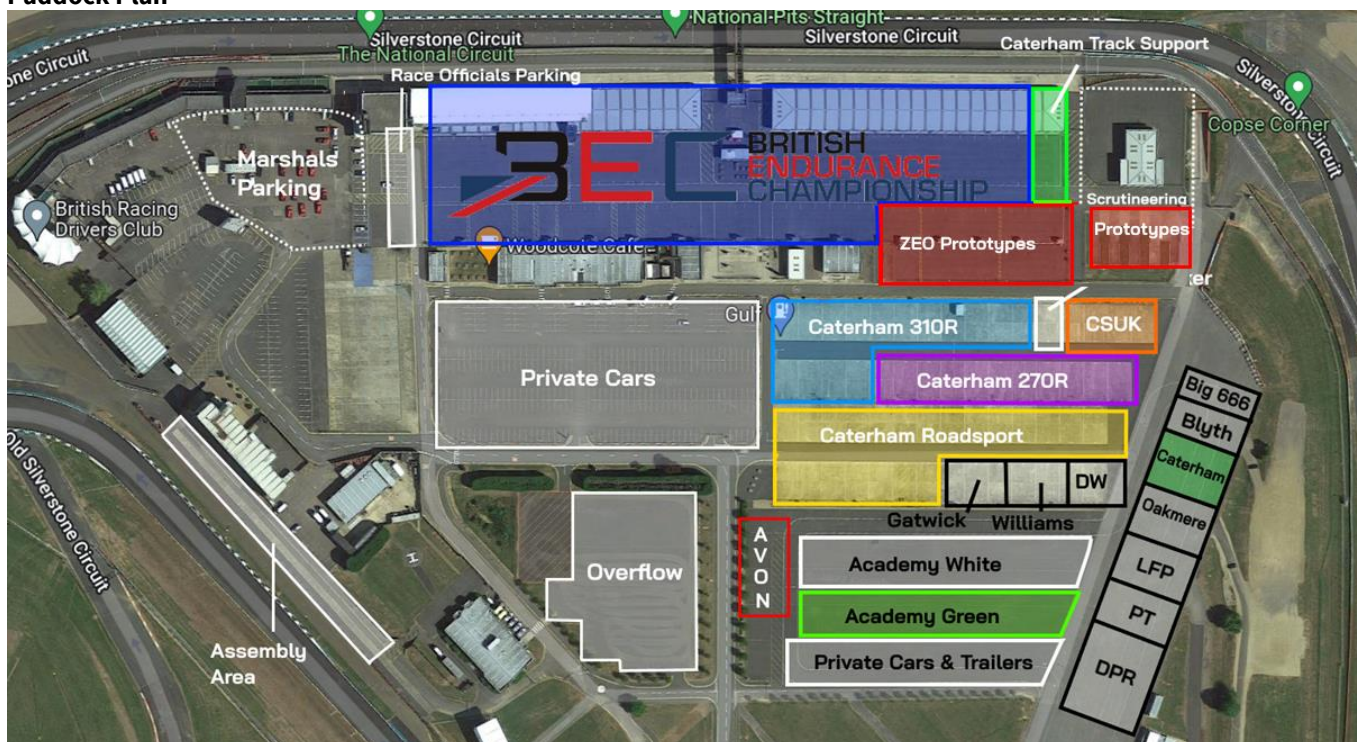 Paddock Plan
National Pits Straight
Silverstone Circuit
The National Circuit
Silverstone Circuit
Caterham Track Support
Race Officials Parking
one Circuit
Silverstone Circuit
Copse Corner
Marshals
Parking
BEC
BRITISH
ENDURANCE
CHAMPIONSHIP
Scrutineering
British Racing
Drivers Club
Woodcote Cafe
ZEO Prototypes
Prototypes
Gulf
Caterham 310R
CSUK
Private Cars
Caterham 270R
Big 666
Blyth
Caterham Roadsport
Caterham
Old Silverstone Circuit
DW
Gatwick
Williams
Oakmere
AVON
Academy White
LFP
H
Overflow
Academy Green
PT
Assembly
Area
Private Cars & Trailers
DPR